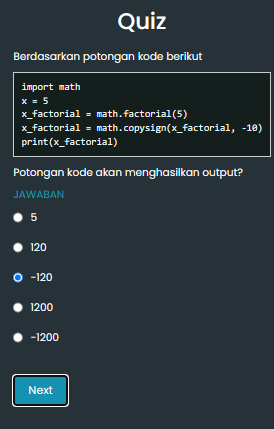 Quiz
Berdasarkan potongan kode berikut
import math
x = 5
x_factorial = math.factorial(5)
x_factorial = math.copysign(x_factorial, -10)
print(x_factorial)
Potongan kode akan menghasilkan output?
JAWABAN
5
120
-120
1200
-1200
Next